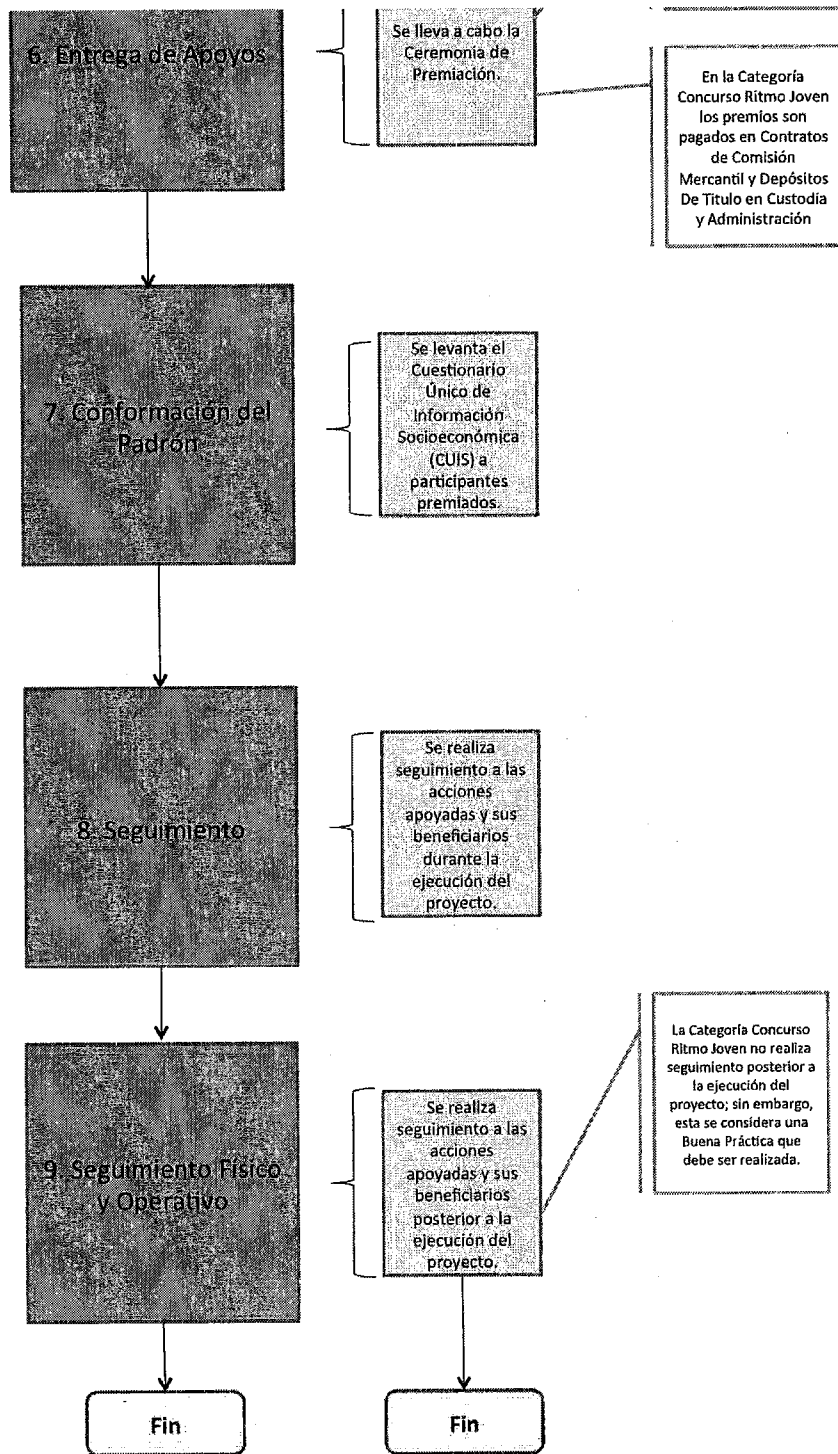 6. Entrega de Apoyos
Se lleva a cabo la
Ceremonia de
Premiación.
En la Categoría
Concurso Ritmo Joven
los premios son
pagados en Contratos
de Comisión
Mercantil y Depósitos
De Titulo en Custodia
y Administración
7. Conformación del
Padrón
Se levanta el
Cuestionario
Único de
Información
Socioeconómica
(CUIS) a
participantes
premiados.
8. Seguimiento
Se realiza
seguimiento a las
acciones
apoyadas y sus
beneficiarios
durante la
ejecución del
proyecto.
9. Seguimiento Físico
y Operativo
Se realiza
seguimiento a las
acciones
apoyadas y sus
beneficiarios
posterior a la
ejecución del
proyecto.
La Categoría Concurso
Ritmo Joven no realiza
seguimiento posterior a
la ejecución del
proyecto; sin embargo,
esta se considera una
Buena Práctica que
debe ser realizada.
Fin
Fin